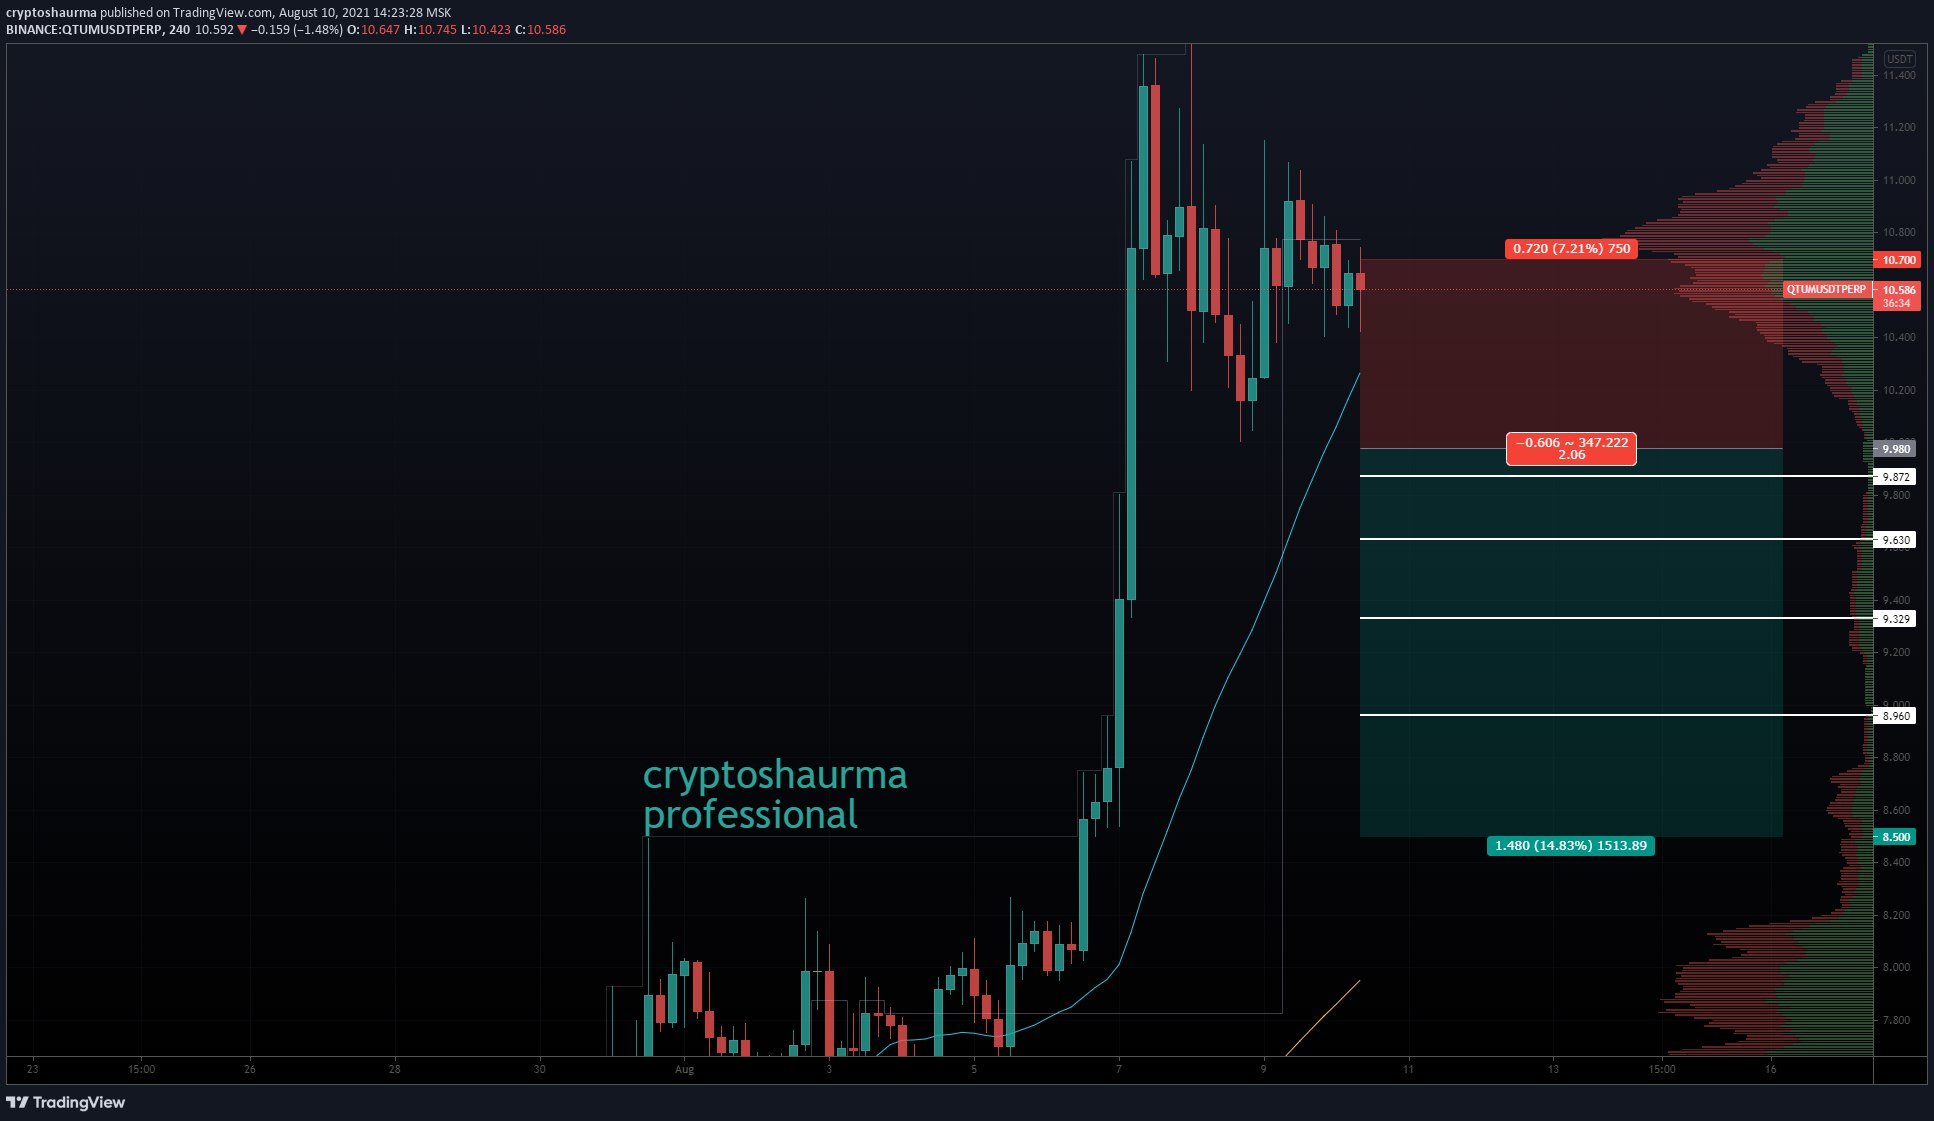 cryptoshaurma published on TradingView.com, August 10, 2021 14:23:28 MSK
BINANCE:QTUMUSDTPERP, 240 10.592 ▼ −0.159 (−1.48%) O:10.647 H:10.745 L:10.423 C:10.586
USDT
11.400
11.200
11.000
10.800
0.720 (7.21%) 750
10.700
QTUMUSDTPERP 10.586
36:34
10.400
10.200
−0.606 ~ 347.222
2.06
9.980
9.872
9.800
9.630
9.400
9.329
9.200
9.000
8.960
8.800
cryptoshaurma
professional
8.600
8.500
1.480 (14.83%) 1513.89
8.400
8.200
8.000
7.800
23 15:00 26 28 30 Aug 3 5 7 9 11 13 15:00 16
TradingView